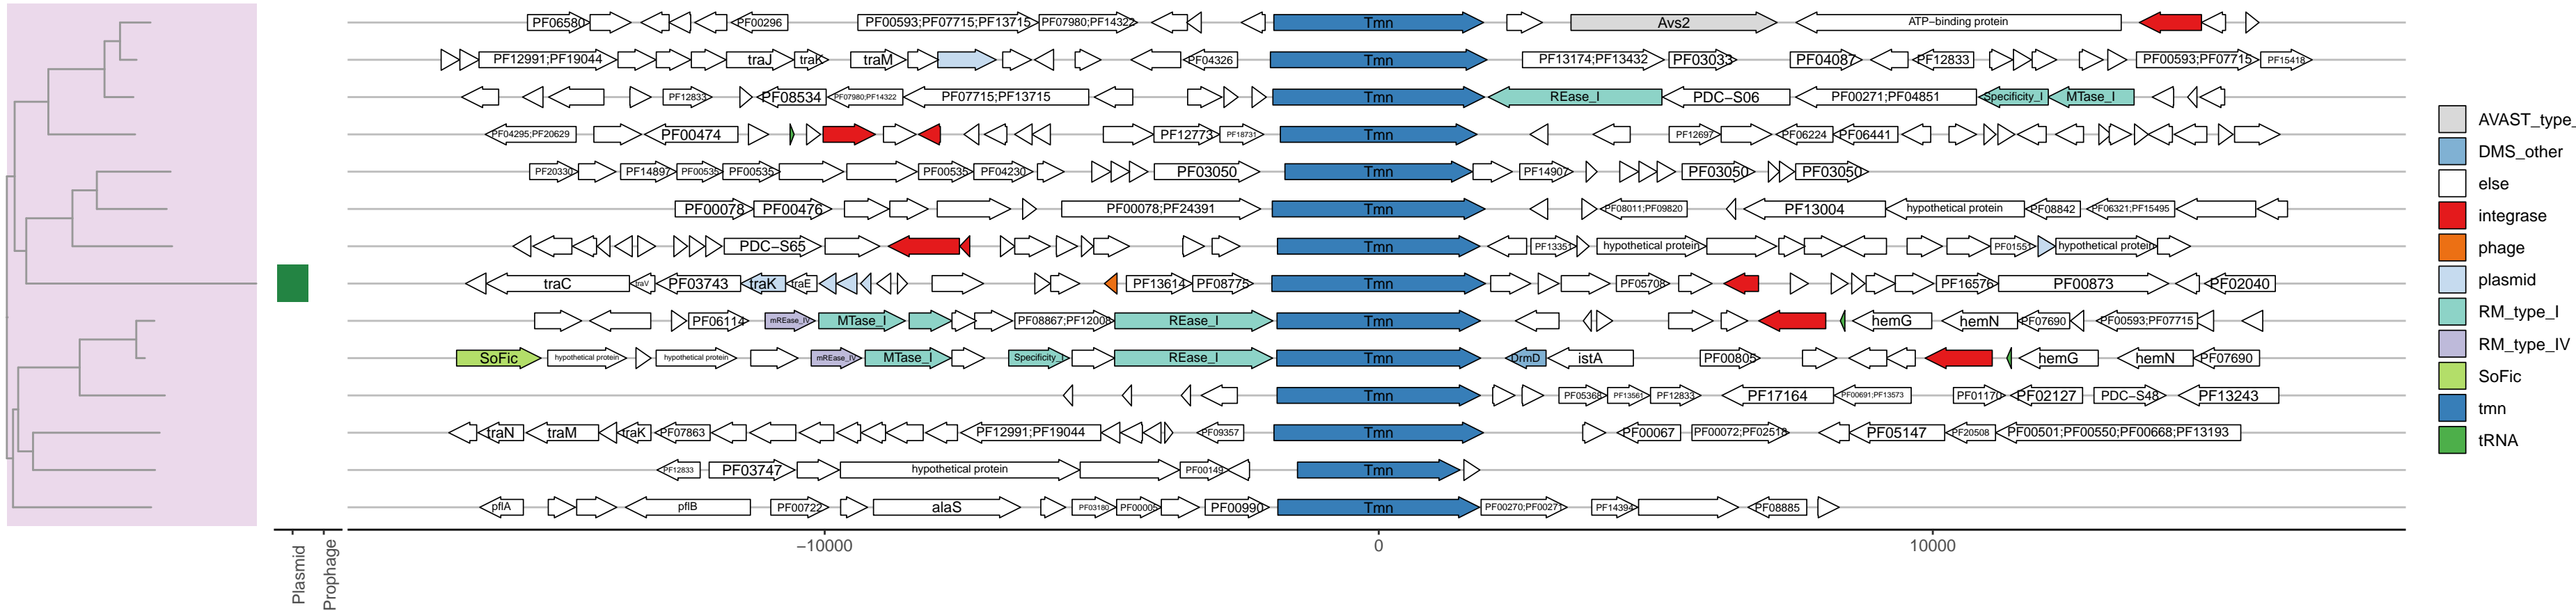 PF06580 PF00296 PF00593;PF07715;PF13715 PF07980;PF14322 Tmn Avs2 ATP-binding protein
PF12991;PF19044 traJ traK traM PF04326 Tmn PF13174;PF13432 PF03033 PF04087 PF12833 PF00593;PF07715 PF15418
PF12833 PF08534 PF07980;PF14322 PF07715;PF13715 Tmn REase_I PDC-S06 PF00271;PF04851 Specificity_I MTase_I
PF04295;PF20629 PF00474 PF12773 PF18731 Tmn PF12697 PF06224 PF06441
PF20330 PF14897 PF00535 PF00535 PF00535 PF04230 PF03050 Tmn PF14907 PF03050 PF03050
PF00078 PF00476 PF00078;PF24391 Tmn PF08011;PF09820 PF13004 hypothetical protein PF08842 PF06321;PF15495
PDC-S65 Tmn PF13351 hypothetical protein PF01551 hypothetical protein
traC traV PF03743 traK traE PF13614 PF08775 Tmn PF05708 PF16576 PF00873 PF02040
PF06114 mREase_IV MTase_I PF08867;PF12008 REase_I Tmn hemG hemN PF07690 PF00593;PF07715
SoFic hypothetical protein hypothetical protein mREase_IV MTase_I Specificity_I REase_I Tmn DrmD istA PF00805 hemG hemN PF07690
Tmn PF05368 PF13561 PF12833 PF17164 PF00691;PF13573 PF01170 PF02127 PDC-S48 PF13243
traN traM traK PF07863 PF12991;PF19044 PF09357 Tmn PF00067 PF00072;PF02518 PF05147 PF20508 PF00501;PF00550;PF00668;PF13193
PF12833 PF03747 hypothetical protein PF00149 Tmn
pflA pflB PF00722 alaS PF03180 PF00005 PF00990 Tmn PF00270;PF00271 PF14394 PF08885
−10000 0 10000
Plasmid
Prophage
AVAST_type_
DMS_other
else
integrase
phage
plasmid
RM_type_I
RM_type_IV
SoFic
tmn
tRNA